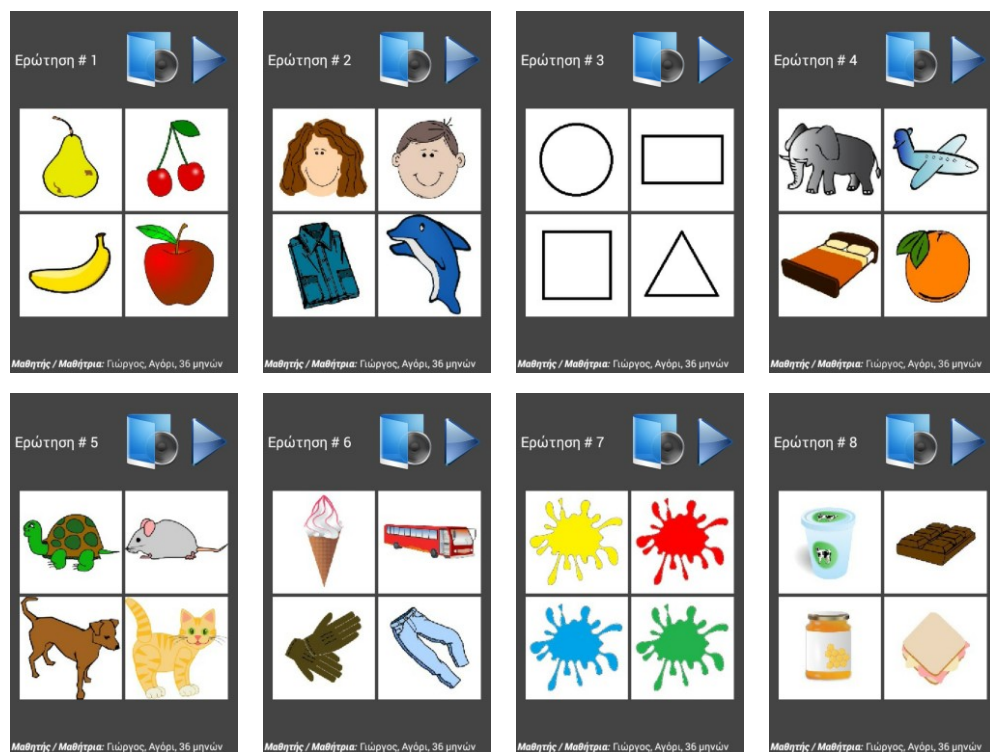 Ερώτηση # 1
Μαθητής / Μαθήτρια: Γιώργος, Αγόρι, 36 μηνών
Ερώτηση # 2
Μαθητής / Μαθήτρια: Γιώργος, Αγόρι, 36 μηνών
Ερώτηση # 3
Μαθητής / Μαθήτρια: Γιώργος, Αγόρι, 36 μηνών
Ερώτηση # 4
Μαθητής / Μαθήτρια: Γιώργος, Αγόρι, 36 μηνών
Ερώτηση # 5
Μαθητής / Μαθήτρια: Γιώργος, Αγόρι, 36 μηνών
Ερώτηση # 6
Μαθητής / Μαθήτρια: Γιώργος, Αγόρι, 36 μηνών
Ερώτηση # 7
Μαθητής / Μαθήτρια: Γιώργος, Αγόρι, 36 μηνών
Ερώτηση # 8
Μαθητής / Μαθήτρια: Γιώργος, Αγόρι, 36 μηνών